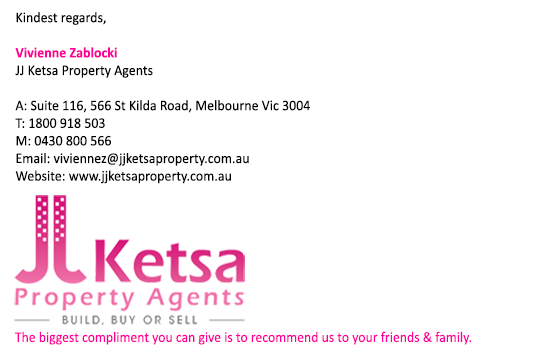 Kindest regards,
Vivienne Zablocki
JJ Ketsa Property Agents
A: Suite 116, 566 St Kilda Road, Melbourne Vic 3004
T: 1800 918 503
M: 0430 800 566
Email: viviennez@jjketsaproperty.com.au
Website: www.jjketsaproperty.com.au
JJ Ketsa
Property Agents
BUILD, BUY OR SELL
The biggest compliment you can give is to recommend us to your friends & family.